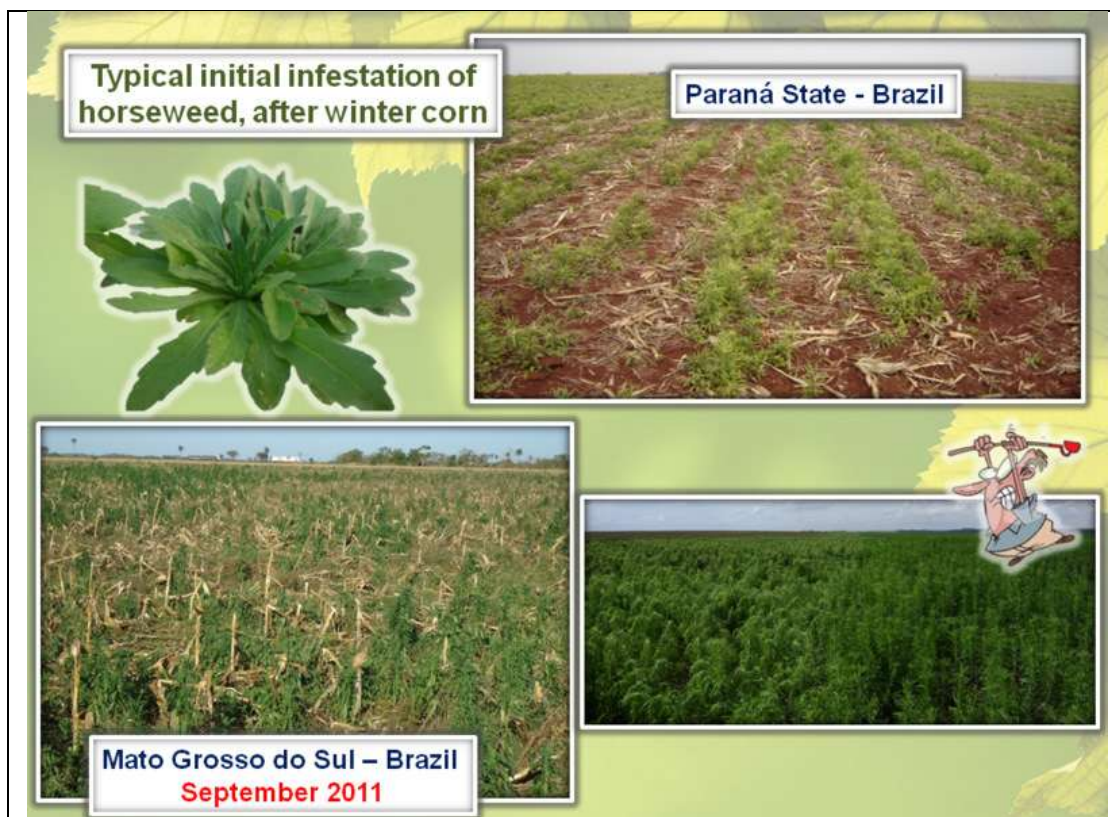 Typical initial infestation of
horseweed, after winter corn
Paraná State - Brazil
Mato Grosso do Sul – Brazil
September 2011